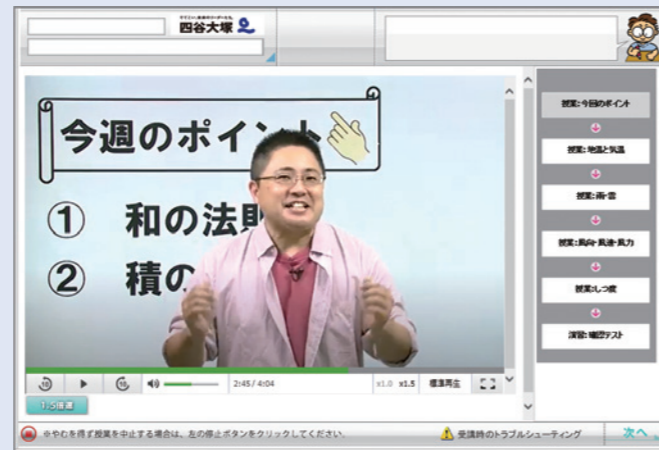 四谷大塚
今週のポイント
① 和の法則
② 積の
授業:今回のポイント
授業:地温と気温
授業:雨・雲
授業:風向・風速・風力
授業:しつ度
演習:確認テスト
10
10
2:45 / 4:04
x1.0 x1.5 標準再生
1.5倍速
※やむを得ず授業を中止する場合は、左の停止ボタンをクリックしてください。
受講時のトラブルシューティング
次へ